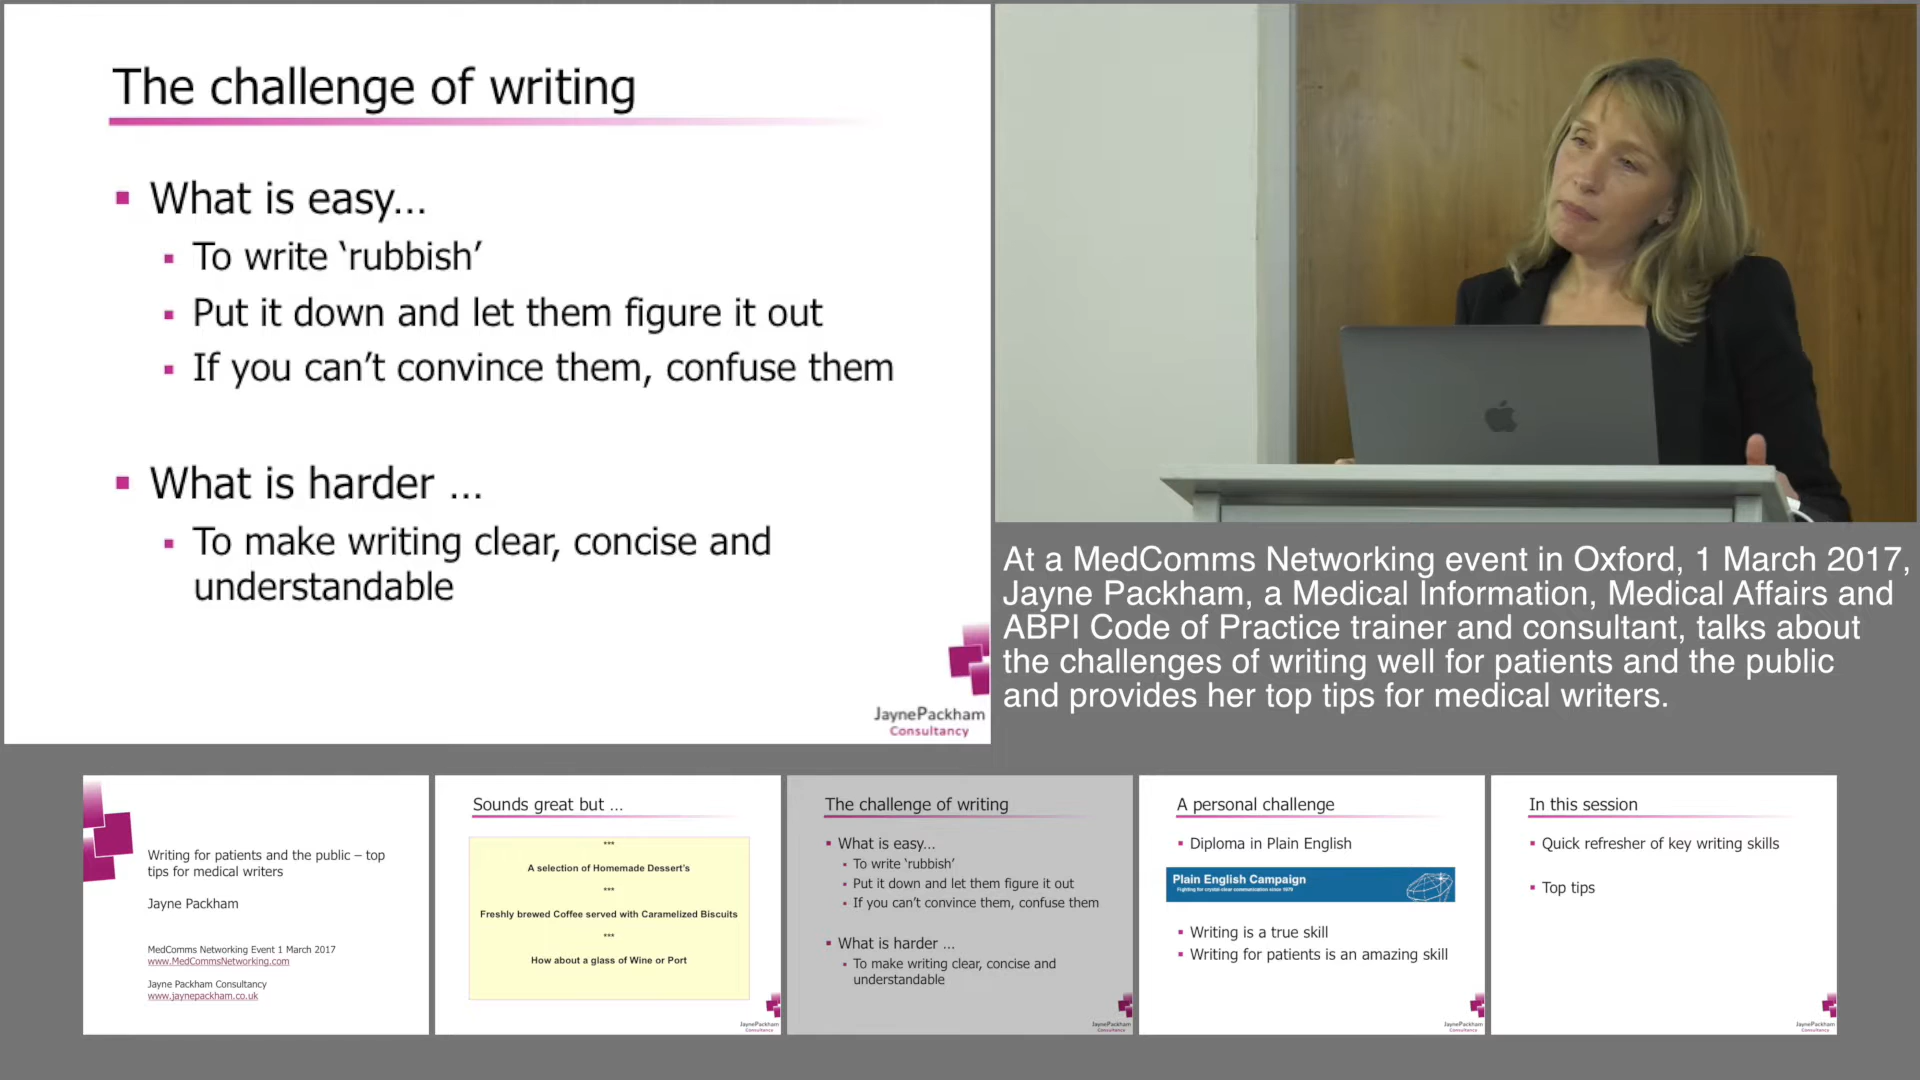 The challenge of writing
What is easy...
To write ‘rubbish’
Put it down and let them figure it out
If you can’t convince them, confuse them
What is harder ...
To make writing clear, concise and
understandable
JaynePackham
Consultancy
At a MedComms Networking event in Oxford, 1 March 2017,
Jayne Packham, a Medical Information, Medical Affairs and
ABPI Code of Practice trainer and consultant, talks about
the challenges of writing well for patients and the public
and provides her top tips for medical writers.
Writing for patients and the public – top
tips for medical writers
Jayne Packham
MedComms Networking Event 1 March 2017
www.MedCommsNetworking.com
Jayne Packham Consultancy
www.jaynepackham.co.uk
Sounds great but ...
***
A selection of Homemade Dessert's
***
Freshly brewed Coffee served with Caramelized Biscuits
***
How about a glass of Wine or Port
JaynePackham
Consultancy
The challenge of writing
What is easy...
To write ‘rubbish’
Put it down and let them figure it out
If you can’t convince them, confuse them
What is harder ...
To make writing clear, concise and
understandable
JaynePackham
Consultancy
A personal challenge
Diploma in Plain English
Plain English Campaign
Fighting for crystal-clear communication since 1979
Writing is a true skill
Writing for patients is an amazing skill
JaynePackham
Consultancy
In this session
Quick refresher of key writing skills
Top tips
JaynePackham
Consultancy